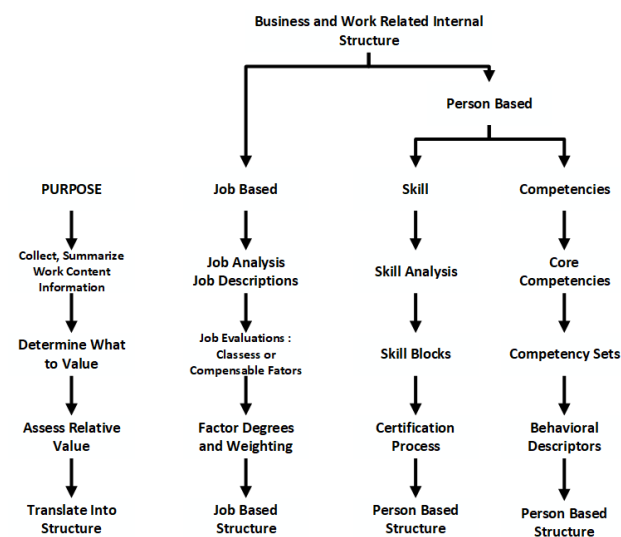 Business and Work Related Internal
Structure
Person Based
PURPOSE
Job Based
Skill
Competencies
Collect, Summarize
Work Content
Information
Job Analysis
Job Descriptions
Skill Analysis
Core
Competencies
Determine What
to Value
Job Evaluations :
Classess or
Compensable Fators
Skill Blocks
Competency Sets
Assess Relative
Value
Factor Degrees
and Weighting
Certification
Process
Behavioral
Descriptors
Translate Into
Structure
Job Based
Structure
Person Based
Structure
Person Based
Structure